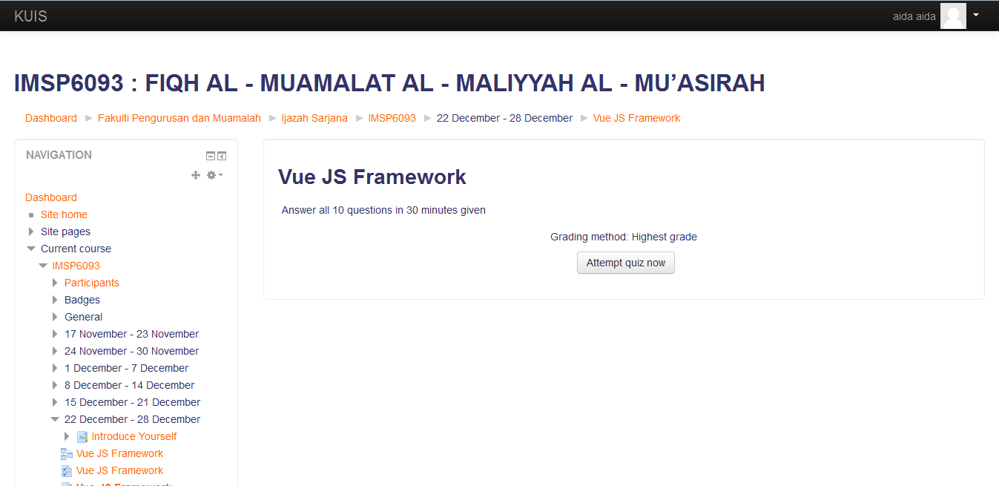 KUIS
aida aida
IMSP6093 : FIQH AL - MUAMALAT AL - MALIYYAH AL - MU’ASIRAH
Dashboard Fakulti Pengurusan dan Muamalah Ijazah Sarjana IMSP6093 22 December - 28 December Vue JS Framework
NAVIGATION
Dashboard
Site home
Site pages
Current course
IMSP6093
Participants
Badges
General
17 November - 23 November
24 November - 30 November
1 December - 7 December
8 December - 14 December
15 December - 21 December
22 December - 28 December
Introduce Yourself
Vue JS Framework
Vue JS Framework
Vue JS Framework
Vue JS Framework
Answer all 10 questions in 30 minutes given
Grading method: Highest grade
Attempt quiz now